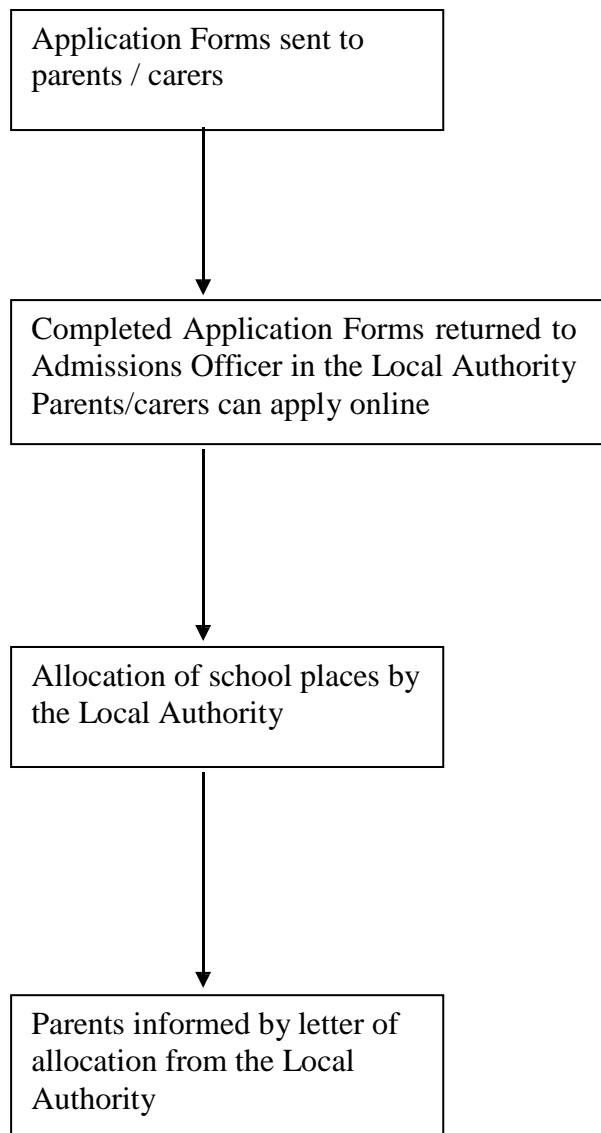 Application Forms sent to
parents / carers
Completed Application Forms returned to
Admissions Officer in the Local Authority
Parents/carers can apply online
Allocation of school places by
the Local Authority
Parents informed by letter of
allocation from the Local
Authority